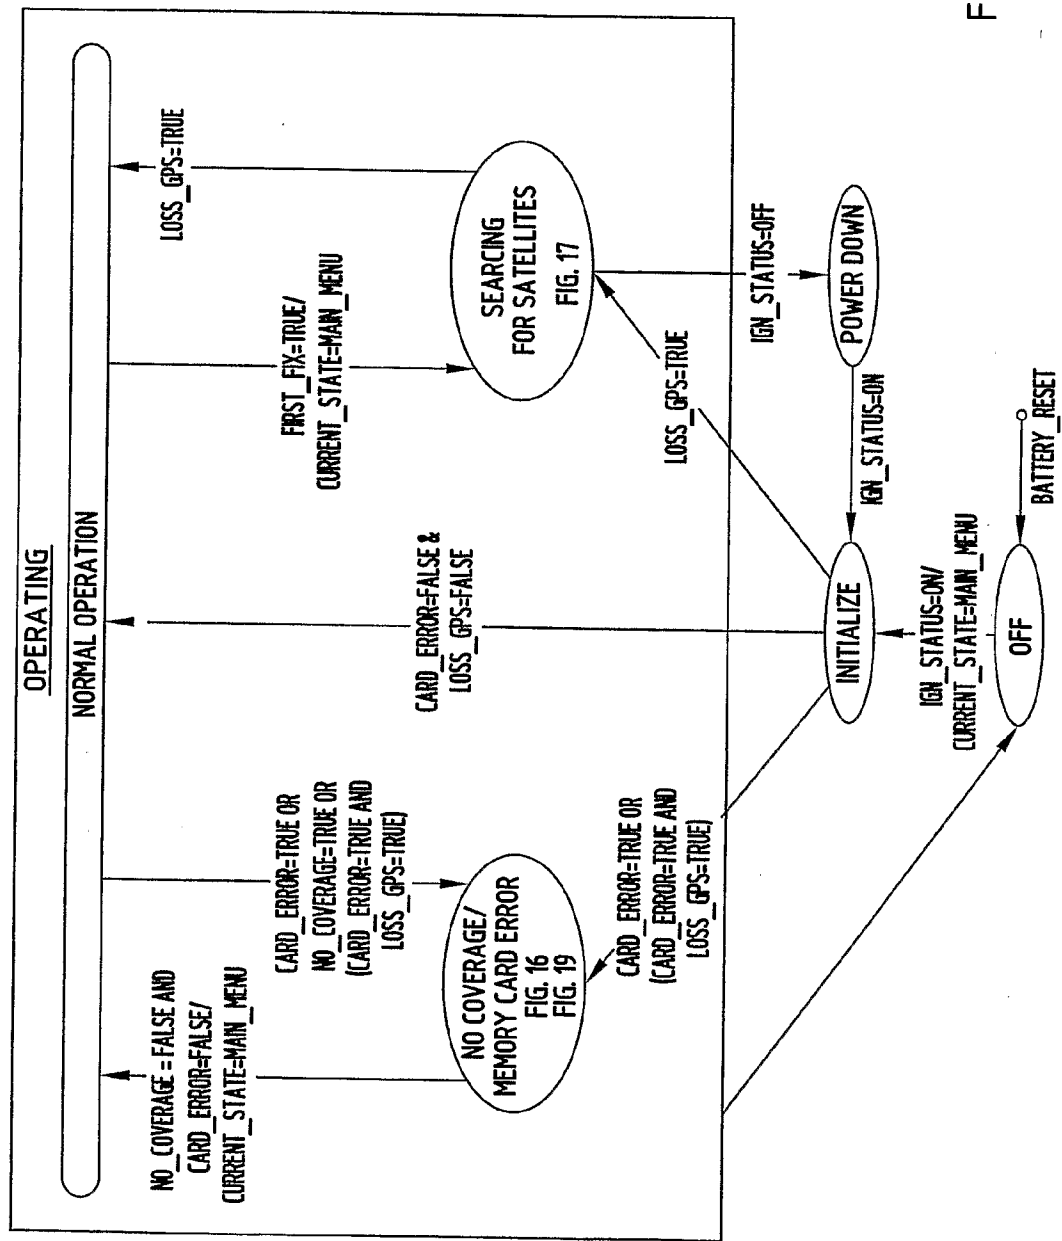 OPERATING
NORMAL OPERATION
NO_COVERAGE = FALSE AND
CARD_ERROR=FALSE/
CURRENT_STATE=MAIN_MENU
CARD_ERROR=TRUE OR
NO_COVERAGE=TRUE OR
(CARD_ERROR=TRUE AND
LOSS_GPS=TRUE)
CARD_ERROR=FALSE &
LOSS_GPS=FALSE
FIRST_FIX=TRUE/
CURRENT_STATE=MAIN_MENU
LOSS_GPS=TRUE
NO COVERAGE/
MEMORY CARD ERROR
FIG. 16
FIG. 19
SEARCING
FOR SATELLITES
FIG. 17
CARD_ERROR=TRUE OR
(CARD_ERROR=TRUE AND
LOSS_GPS=TRUE)
LOSS_GPS=TRUE
IGN_STATUS=OFF
INITIALIZE
IGN_STATUS=ON
POWER DOWN
IGN_STATUS=ON/
CURRENT_STATE=MAIN_MENU
OFF
BATTERY_RESET
F